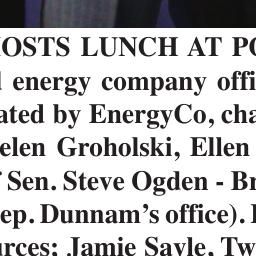 HOSTS LUNCH AT PO
energy company offi
ated by EnergyCo, cha
elen Groholski, Ellen
Sen. Steve Ogden - Br
ep. Dunnam's office).
urces; Jamie Sayle, Tw